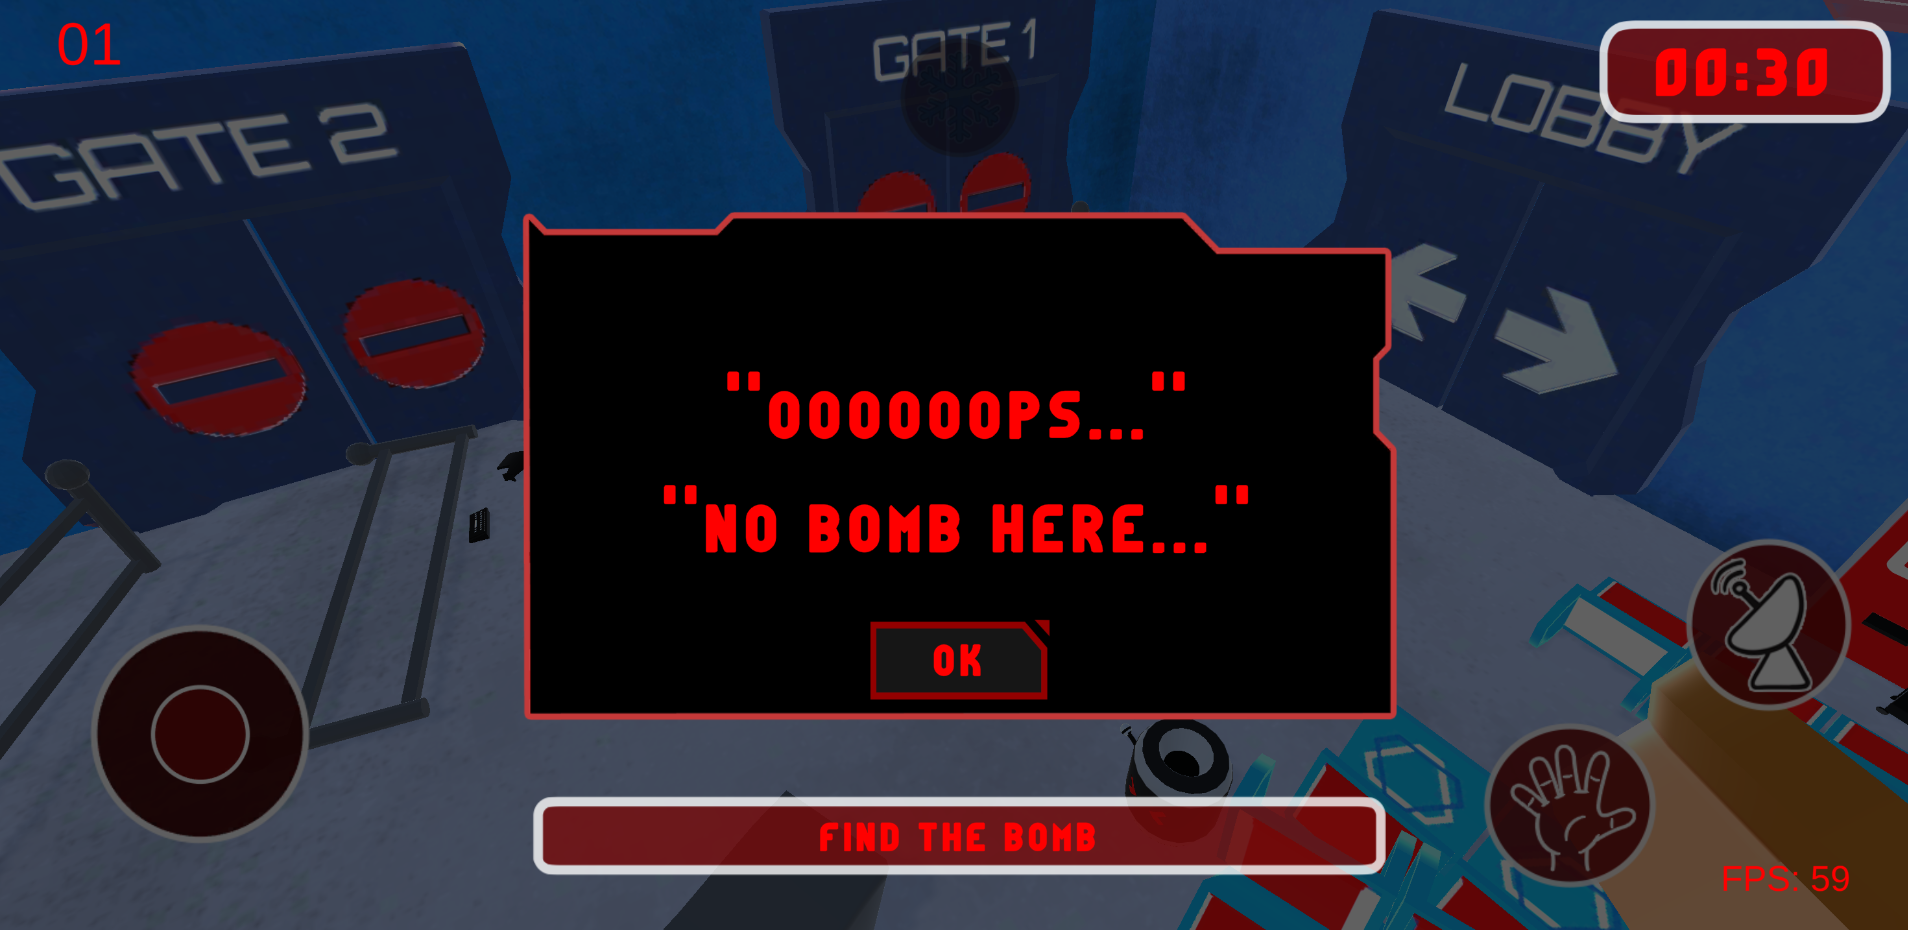 01
GATE 1
00:30
LOBBY
GATE 2
"OOOOOOPS..."
"NO BOMB HERE..."
OK
FIND THE BOMB
FPS: 59